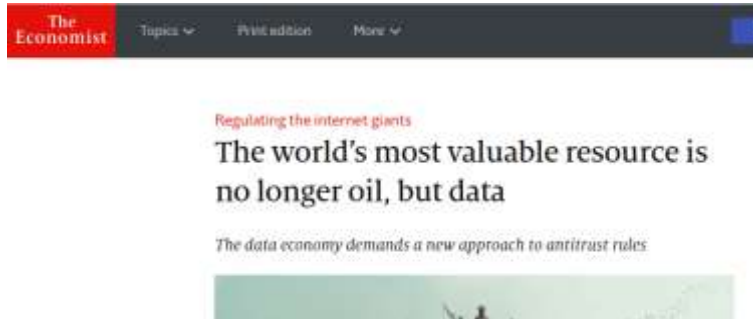 The
Economist
Topics
Print edition
More
Regulating the internet giants
The world's most valuable resource is
no longer oil, but data
The data economy demands a new approach to antitrust rules